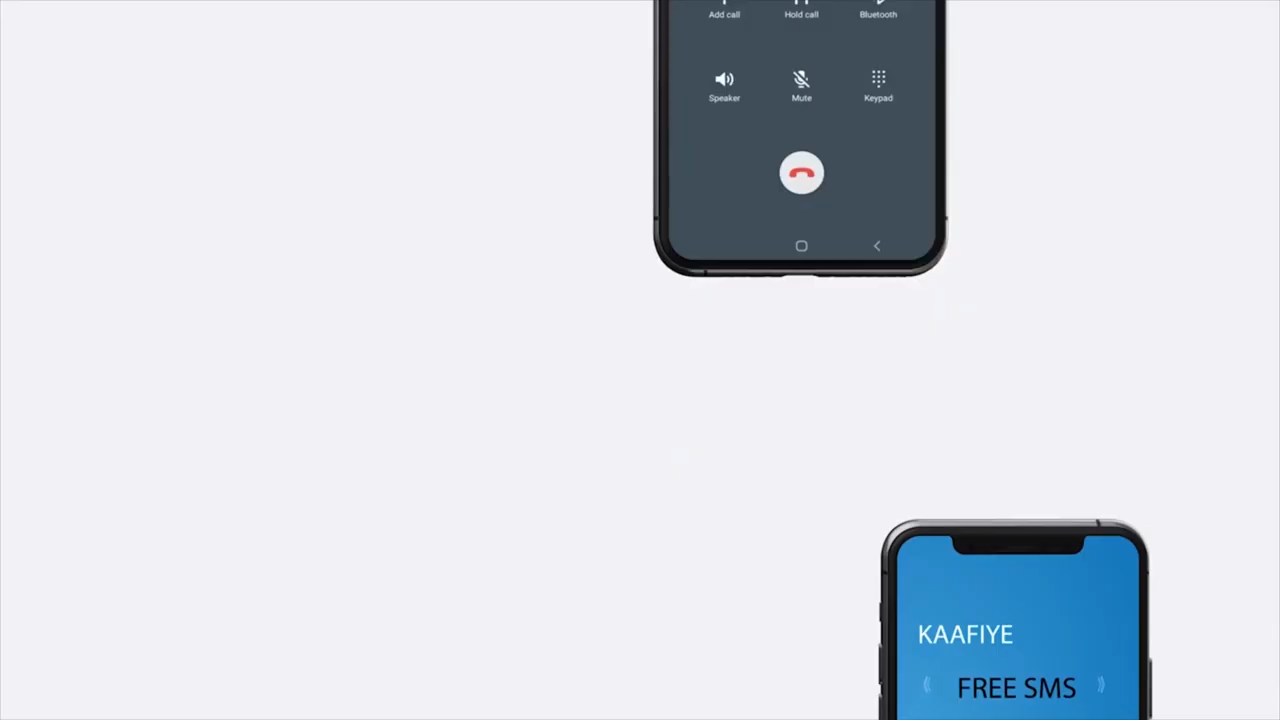 Add call Hold call Bluetooth
Speaker Mute Keypad
KAAFIYE
FREE SMS